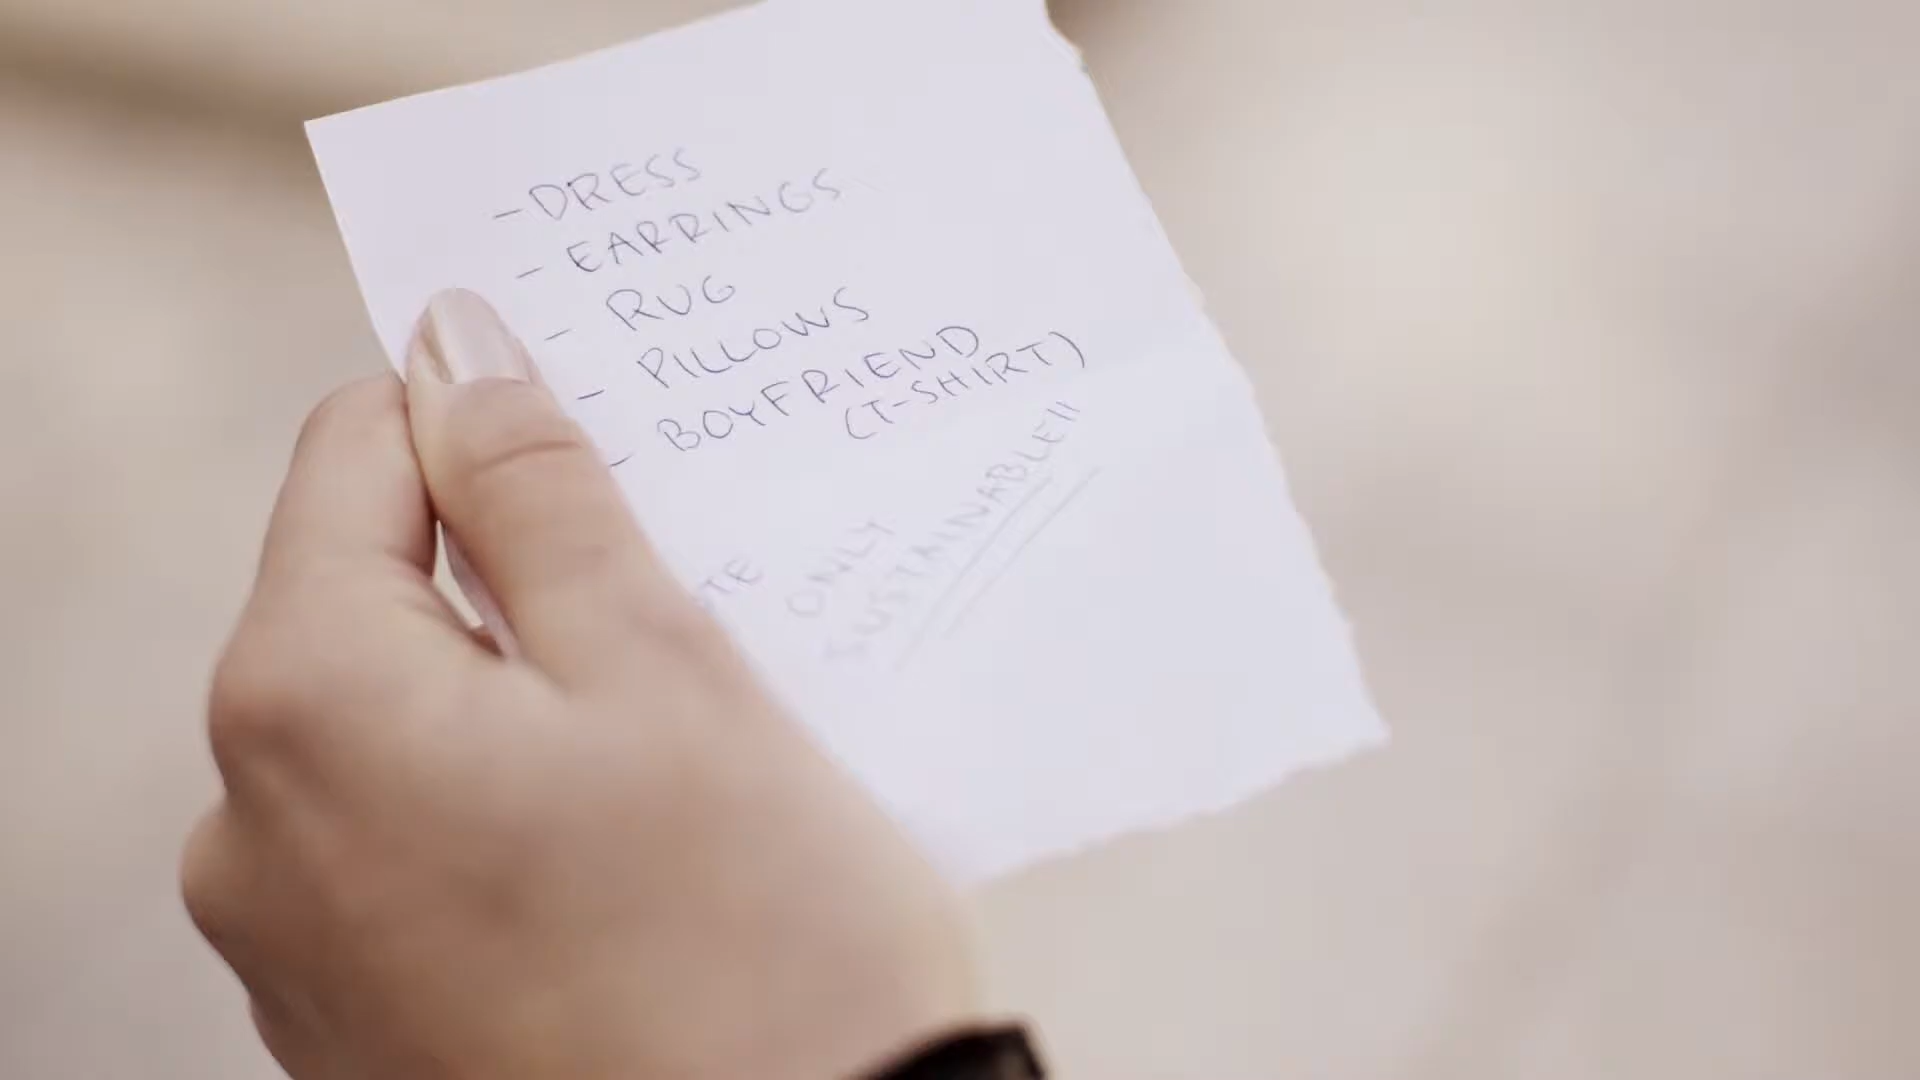 - DRESS
- EARRINGS
- RUG
- PILLOWS
- BOYFRIEND
(T-SHIRT)
ONLY
SUSTAINABLE!!